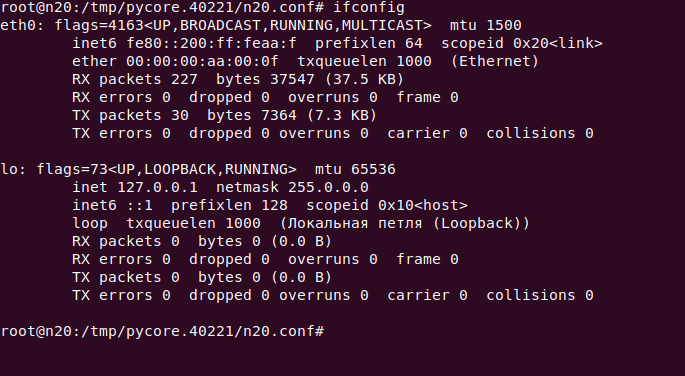 root@n20:/tmp/pycore.40221/n20.conf# ifconfig
eth0: flags=4163<UP,BROADCAST,RUNNING,MULTICAST>  mtu 1500
        inet6 fe80::200:ff:feaa:f  prefixlen 64  scopeid 0x20<link>
        ether 00:00:00:aa:00:0f  txqueuelen 1000  (Ethernet)
        RX packets 227  bytes 37547 (37.5 KB)
        RX errors 0  dropped 0  overruns 0  frame 0
        TX packets 30  bytes 7364 (7.3 KB)
        TX errors 0  dropped 0 overruns 0  carrier 0  collisions 0

lo: flags=73<UP,LOOPBACK,RUNNING>  mtu 65536
        inet 127.0.0.1  netmask 255.0.0.0
        inet6 ::1  prefixlen 128  scopeid 0x10<host>
        loop  txqueuelen 1000  (Локальная петля (Loopback))
        RX packets 0  bytes 0 (0.0 B)
        RX errors 0  dropped 0  overruns 0  frame 0
        TX packets 0  bytes 0 (0.0 B)
        TX errors 0  dropped 0 overruns 0  carrier 0  collisions 0

root@n20:/tmp/pycore.40221/n20.conf#